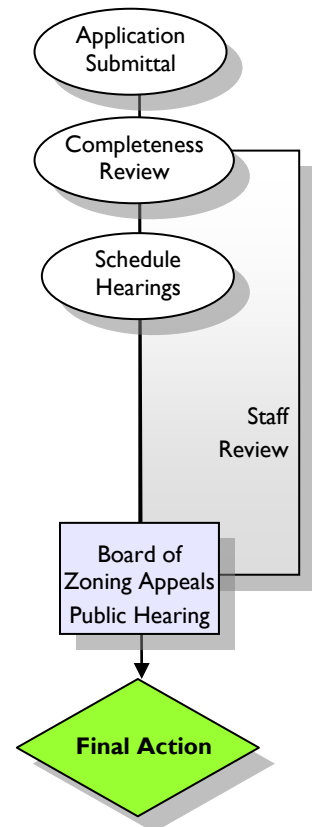 Application
Submittal
Completeness
Review
Schedule
Hearings
Staff
Review
Board of
Zoning Appeals
Public Hearing
Final Action